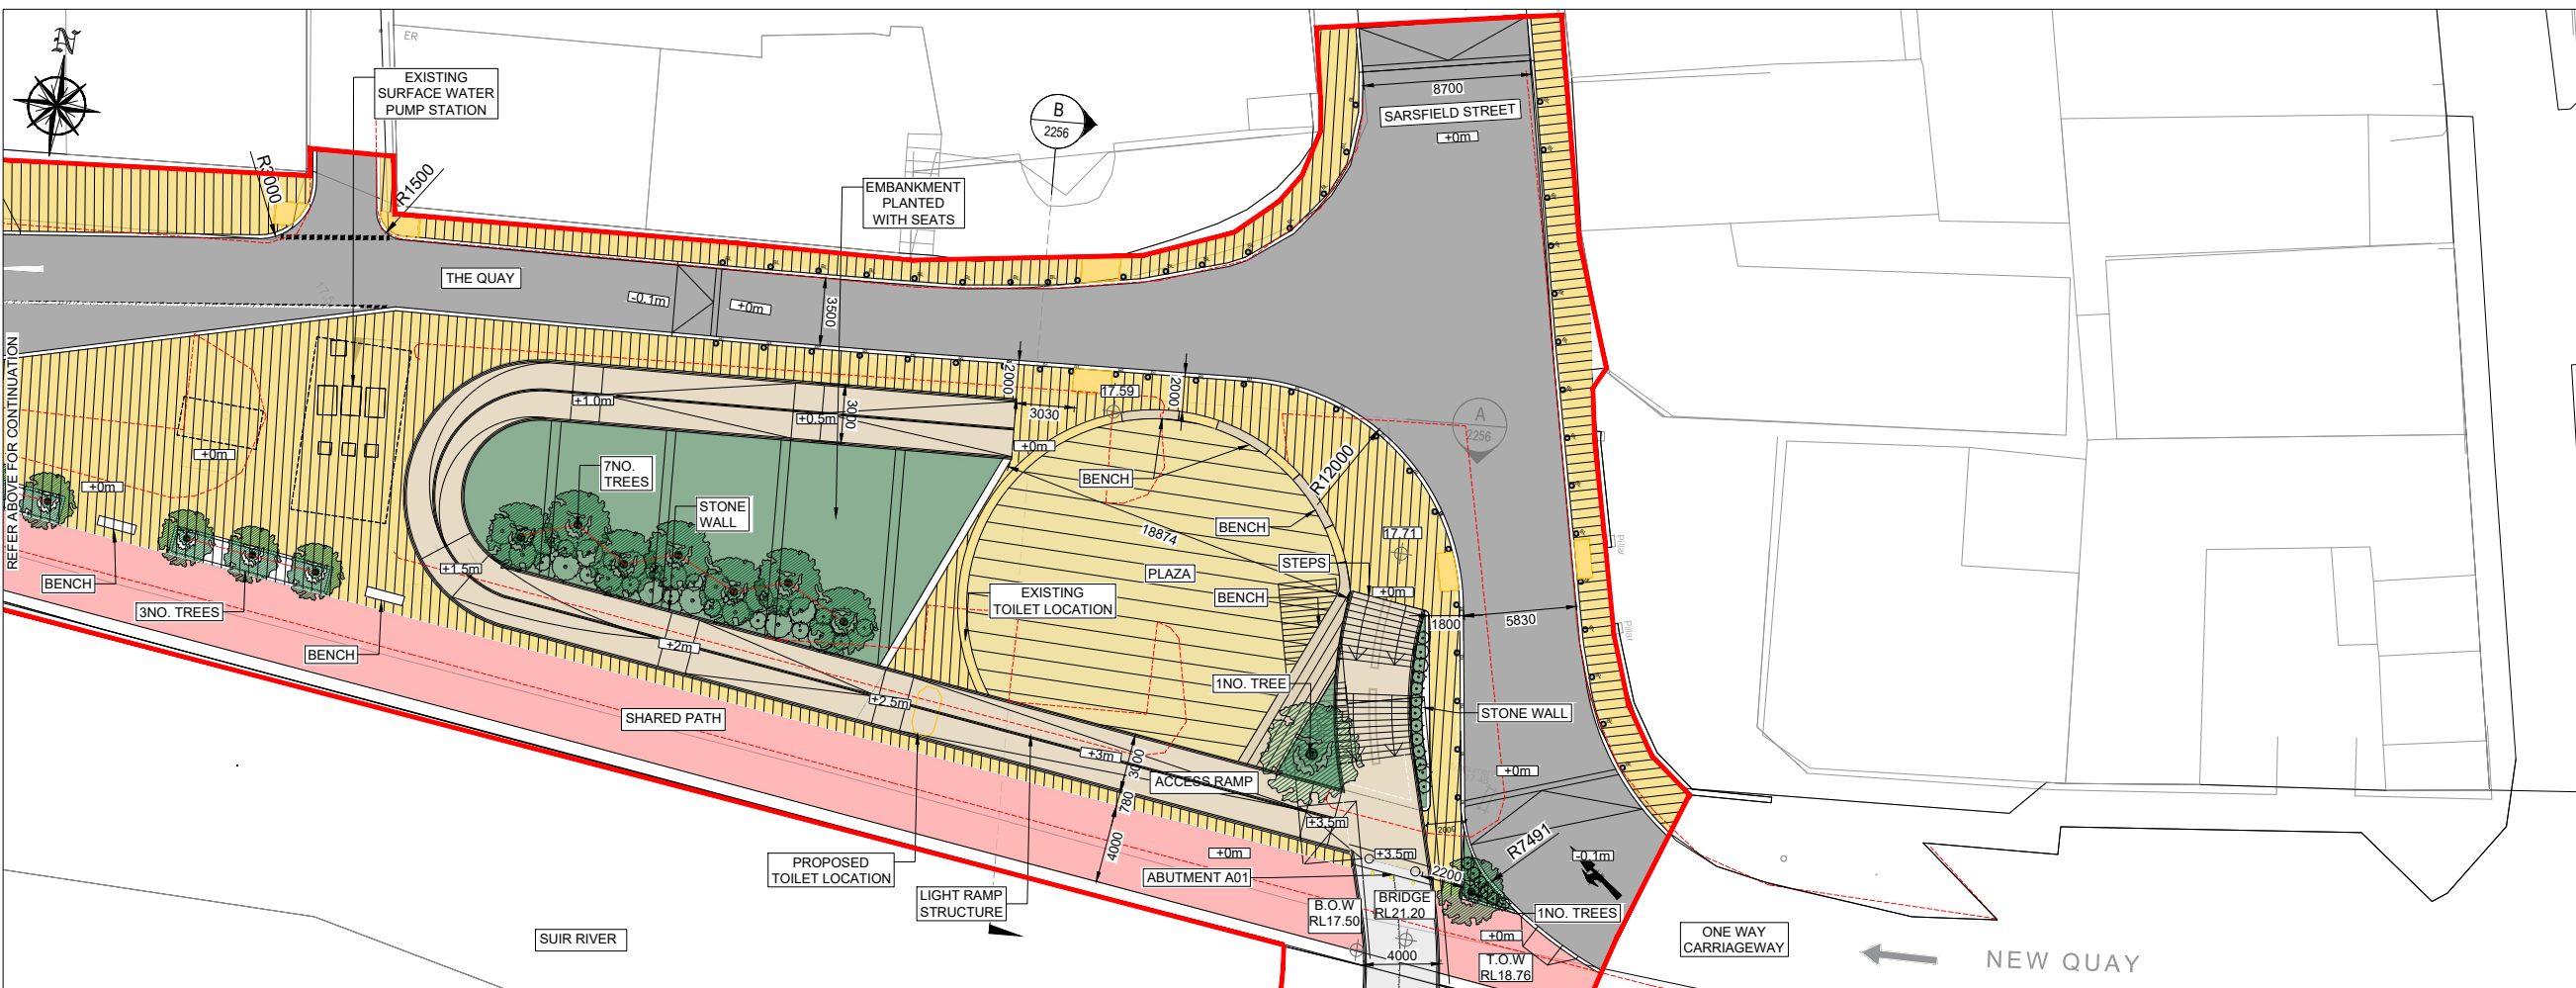 N
ER
EXISTING
SURFACE WATER
PUMP STATION
B
2256
8700
SARSFIELD STREET
+0m
R3000
R1500
EMBANKMENT
PLANTED
WITH SEATS
THE QUAY
-0.1m
+0m
3500
REFER ABOVE FOR CONTINUATION
2000
17.59
2000
3030
+1.0m
+0.5m
3000
+0m
A
2256
R12000
BENCH
BENCH
18874
17.71
7NO.
TREES
STONE
WALL
+0m
+0m
BENCH
3NO. TREES
BENCH
+1.5m
+2m
+2.5m
EXISTING
TOILET LOCATION
PLAZA
STEPS
BENCH
+0m
1800
5830
1NO. TREE
STONE WALL
Pillar
Pillar
SHARED PATH
+3m
3000
ACCESS RAMP
780
4000
+3.5m
+0m
+3.5m
2000
+0m
R7491
-0.1m
PROPOSED
TOILET LOCATION
LIGHT RAMP
STRUCTURE
ABUTMENT A01
2200
B.O.W
RL17.50
BRIDGE
RL21.20
1NO. TREES
+0m
4000
T.O.W
RL18.76
SUIR RIVER
ONE WAY
CARRIAGEWAY
NEW QUAY